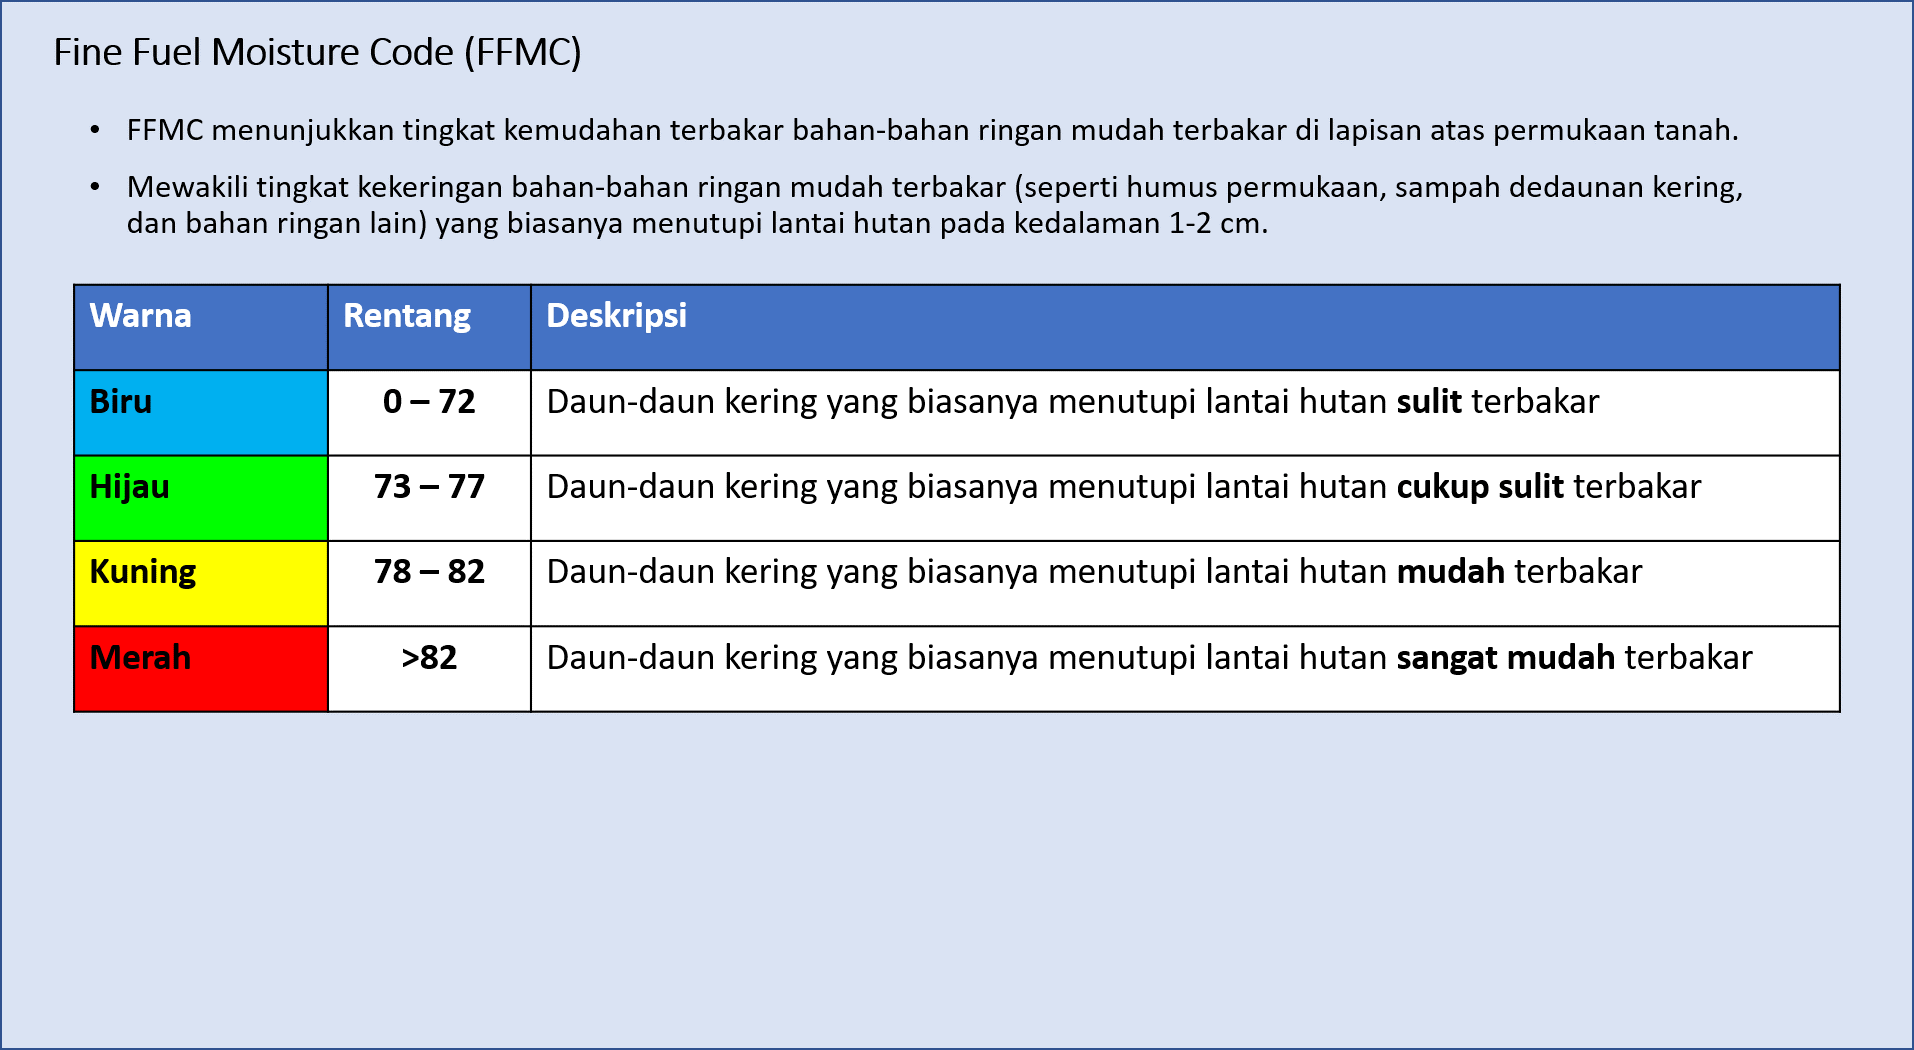 Fine Fuel Moisture Code (FFMC)
• FFMC menunjukkan tingkat kemudahan terbakar bahan-bahan ringan mudah terbakar di lapisan atas permukaan tanah.
• Mewakili tingkat kekeringan bahan-bahan ringan mudah terbakar (seperti humus permukaan, sampah dedaunan kering,
dan bahan ringan lain) yang biasanya menutupi lantai hutan pada kedalaman 1-2 cm.
Warna Rentang Deskripsi
Biru 0 – 72 Daun-daun kering yang biasanya menutupi lantai hutan sulit terbakar
Hijau 73 – 77 Daun-daun kering yang biasanya menutupi lantai hutan cukup sulit terbakar
Kuning 78 – 82 Daun-daun kering yang biasanya menutupi lantai hutan mudah terbakar
Merah >82 Daun-daun kering yang biasanya menutupi lantai hutan sangat mudah terbakar